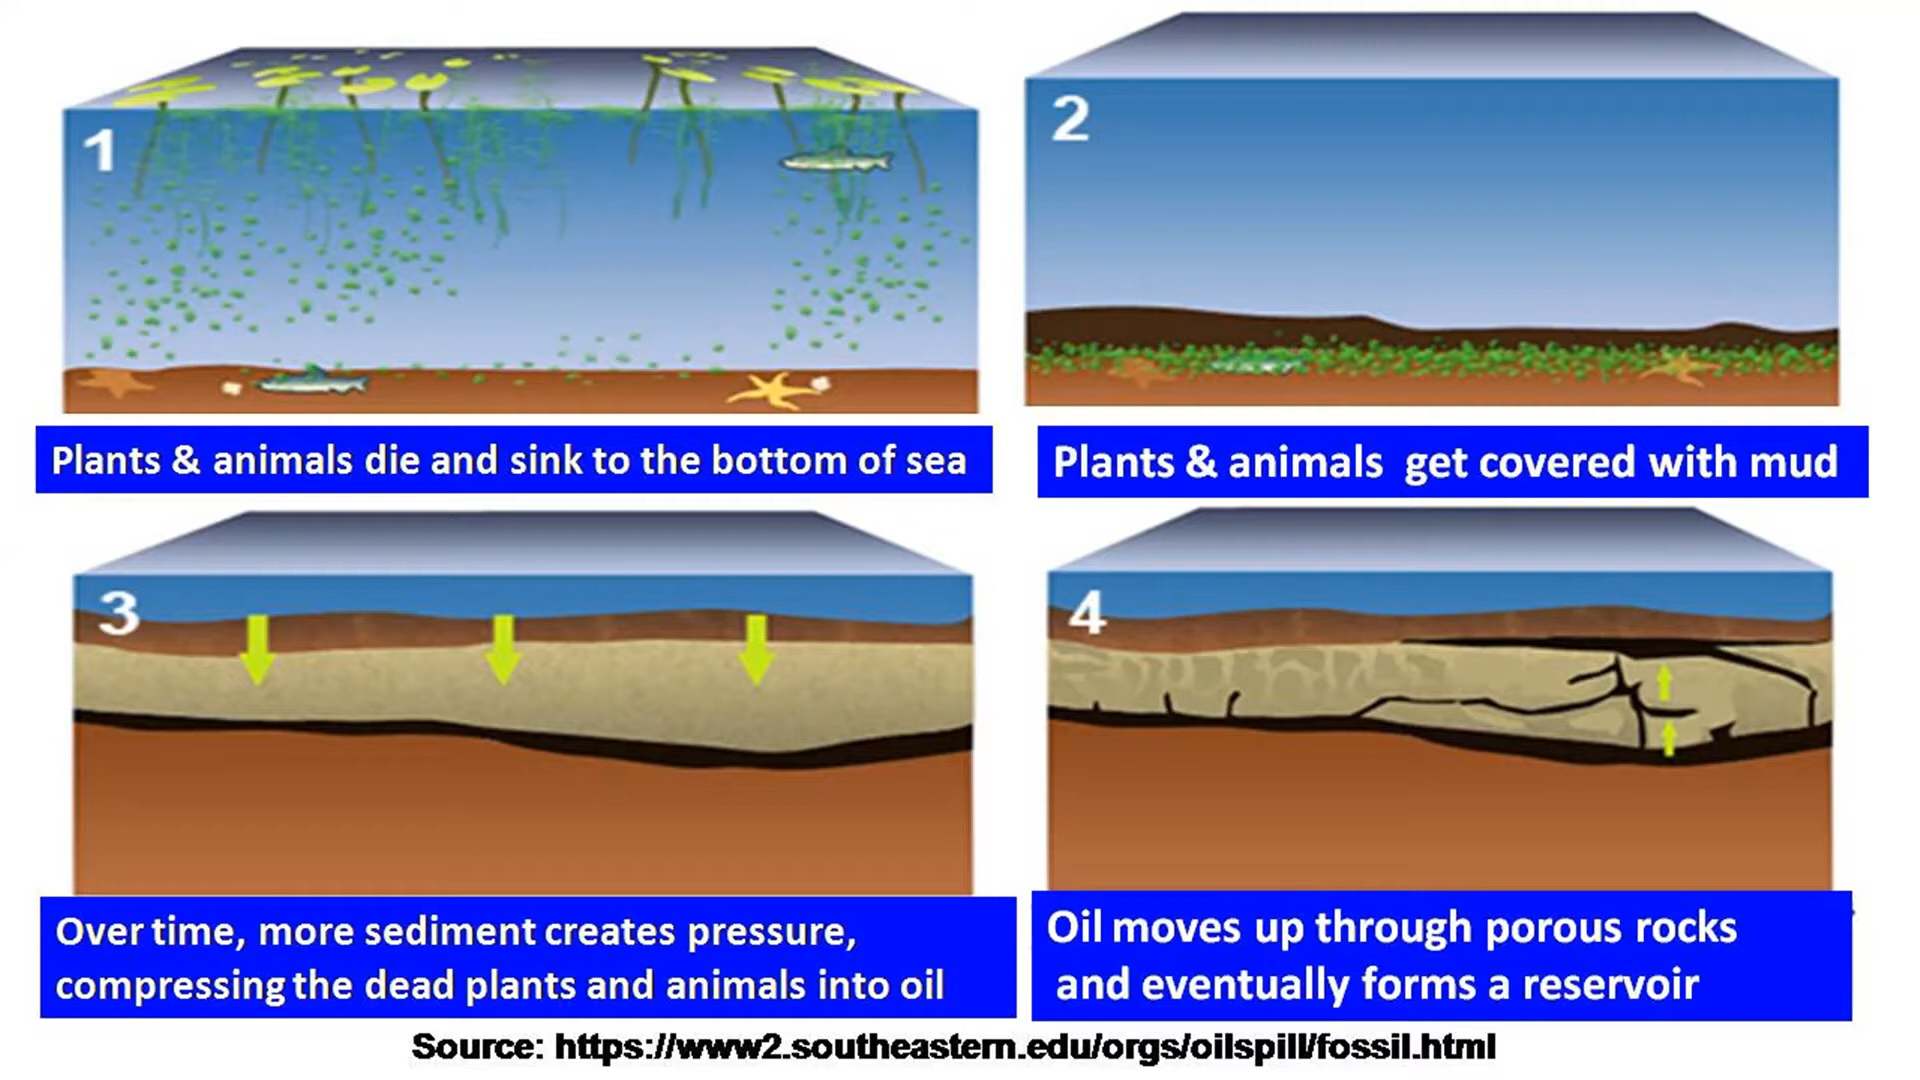 1
2
Plants & animals die and sink to the bottom of sea
Plants & animals get covered with mud
3
4
Over time, more sediment creates pressure,
compressing the dead plants and animals into oil
Oil moves up through porous rocks
and eventually forms a reservoir
Source: https://www2.southeastern.edu/orgs/oilspill/fossil.html